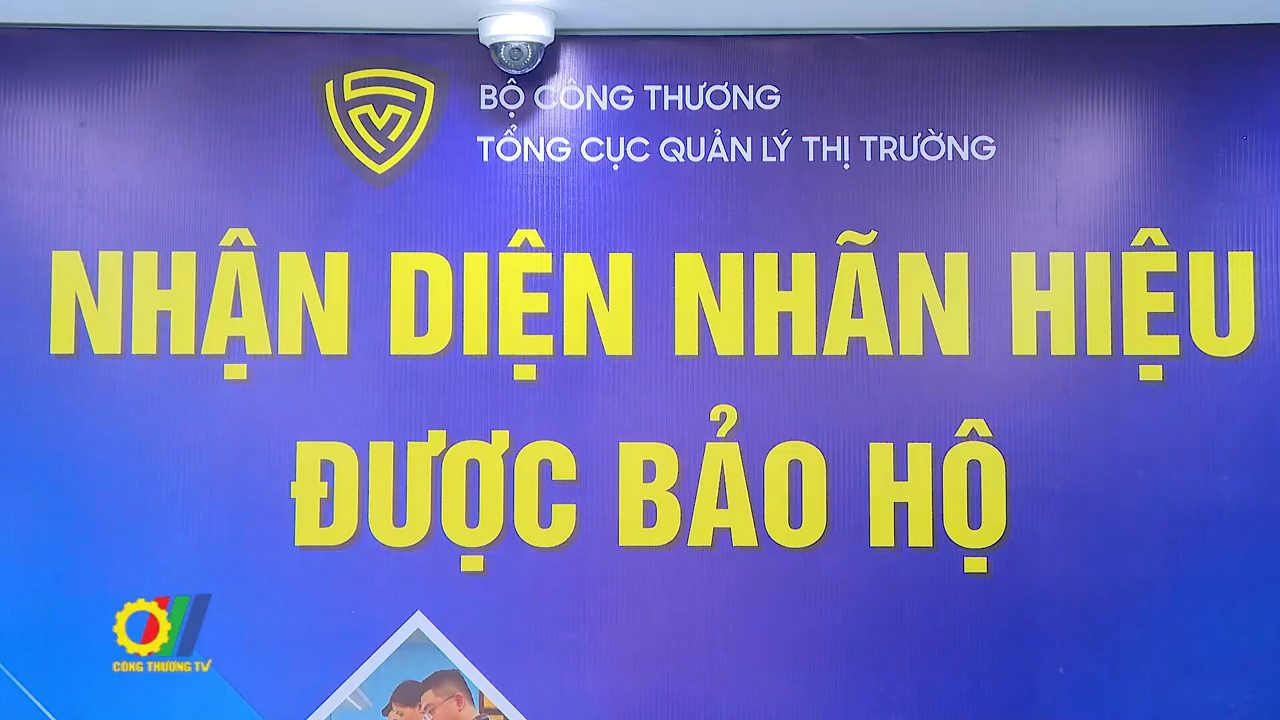 BỘ CÔNG THƯƠNG
TỔNG CỤC QUẢN LÝ THỊ TRƯỜNG
NHẬN DIỆN NHÃN HIỆU
ĐƯỢC BẢO HỘ
CÔNG THƯƠNG TV